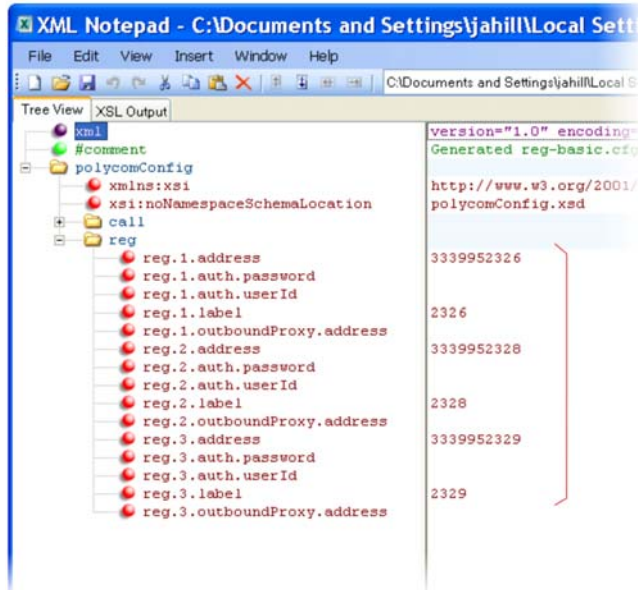 XML Notepad - C:\Documents and Settings\jahill\Local Sett
File Edit View Insert Window Help
C:\Documents and Settings\jahill\Local S
Tree View XSL Output
xml version="1.0" encoding=
#comment Generated reg-basic.cfg
polycomConfig
xmlns:xsi http://www.w3.org/2001/
xsi:noNamespaceSchemaLocation polycomConfig.xsd
call
reg
reg.1.address 3339952326
reg.1.auth.password
reg.1.auth.userId
reg.1.label 2326
reg.1.outboundProxy.address
reg.2.address 3339952328
reg.2.auth.password
reg.2.auth.userId
reg.2.label 2328
reg.2.outboundProxy.address
reg.3.address 3339952329
reg.3.auth.password
reg.3.auth.userId
reg.3.label 2329
reg.3.outboundProxy.address